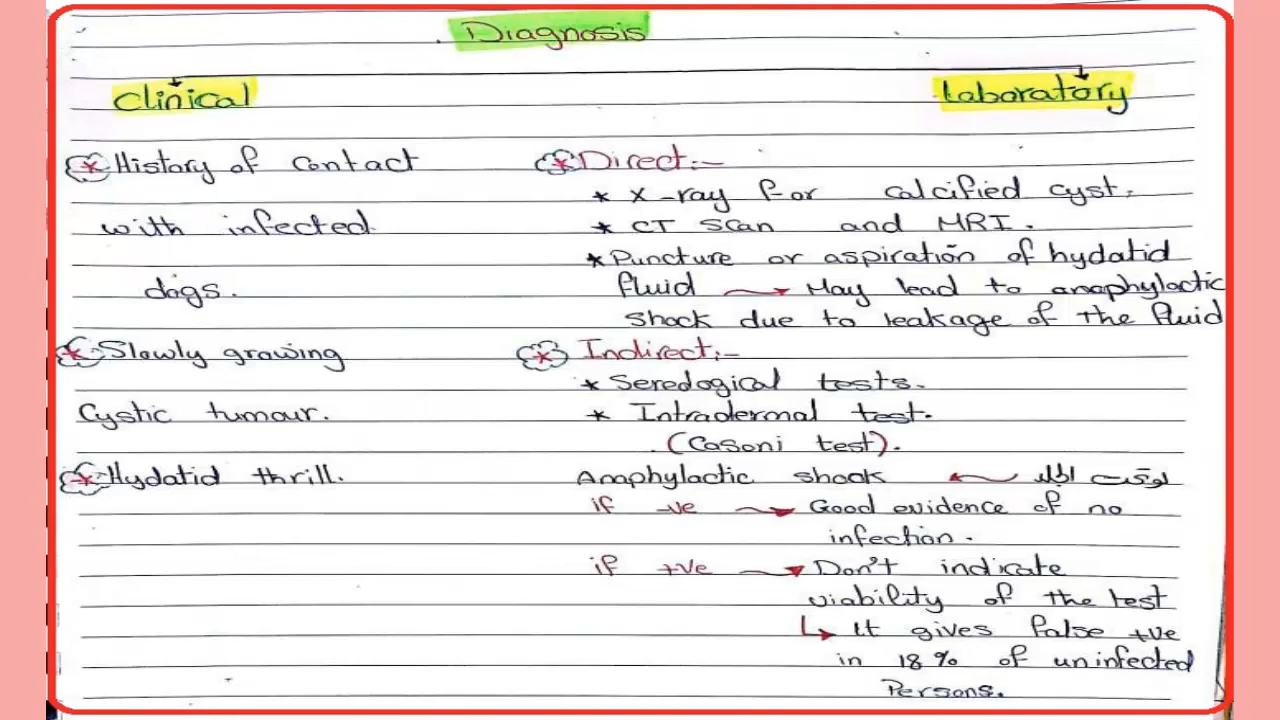 Diagnosis
Clinical
Laboratory
* History of contact
with infected
dogs.
* Slowly growing
Cystic tumour.
* Hydatid thrill.
* Direct:-
* X-ray for calcified cyst.
* CT scan and MRI.
* Puncture or aspiration of hydatid
fluid → May lead to anaphylactic
shock due to leakage of the fluid
* Indirect:-
* Seredogical tests.
* Intradermal test.
(Casoni test).
Anaphylactic shock ←
if -ve → Good evidence of no
infection.
if +ve → Don't indicate
viability of the test
↳ It gives false +ve
in 18% of uninfected
Persons.